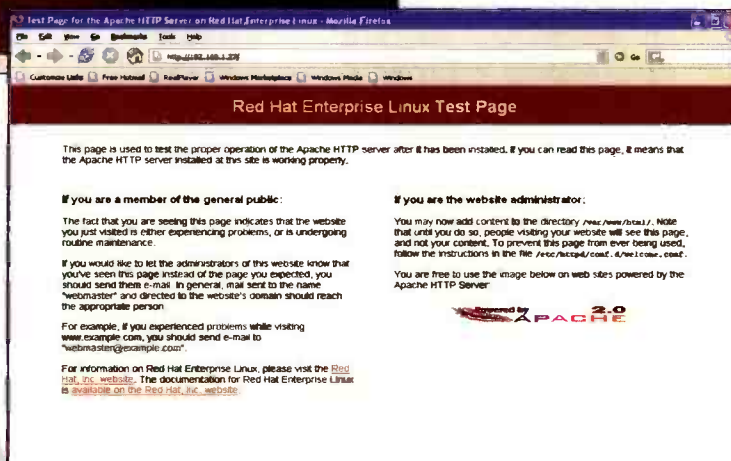 Test Page for the Apache HTTP Server on Red Hat Enterprise Linux - Mozilla Firefox
File Edit View Go Bookmarks Tools Help
Go
Customize Links Free Hotmail RealPlayer Windows Marketplace Windows Media Windows
Red Hat Enterprise Linux Test Page
This page is used to test the proper operation of the Apache HTTP server after it has been installed. If you can read this page, it means that
the Apache HTTP server installed at this site is working properly.
If you are a member of the general public:
The fact that you are seeing this page indicates that the website
you just visited is either experiencing problems, or is undergoing
routine maintenance.
If you would like to let the administrators of this website know that
you've seen this page instead of the page you expected, you
should send them e-mail. In general, mail sent to the name
"webmaster" and directed to the website's domain should reach
the appropriate person
For example, if you experienced problems while visiting
www.example.com, you should send e-mail to
"webmaster@example.com".
For information on Red Hat Enterprise Linux, please visit the Red
Hat, Inc. website. The documentation for Red Hat Enterprise Linux
is available on the Red Hat, Inc. website.
If you are the website administrator:
You may now add content to the directory /var/www/html/. Note
that until you do so, people visiting your website will see this page,
and not your content. To prevent this page from ever being used,
follow the instructions in the file /etc/httpd/conf.d/welcome.conf.
You are free to use the image below on web sites powered by the
Apache HTTP Server
Powered by 2.0
APACHE